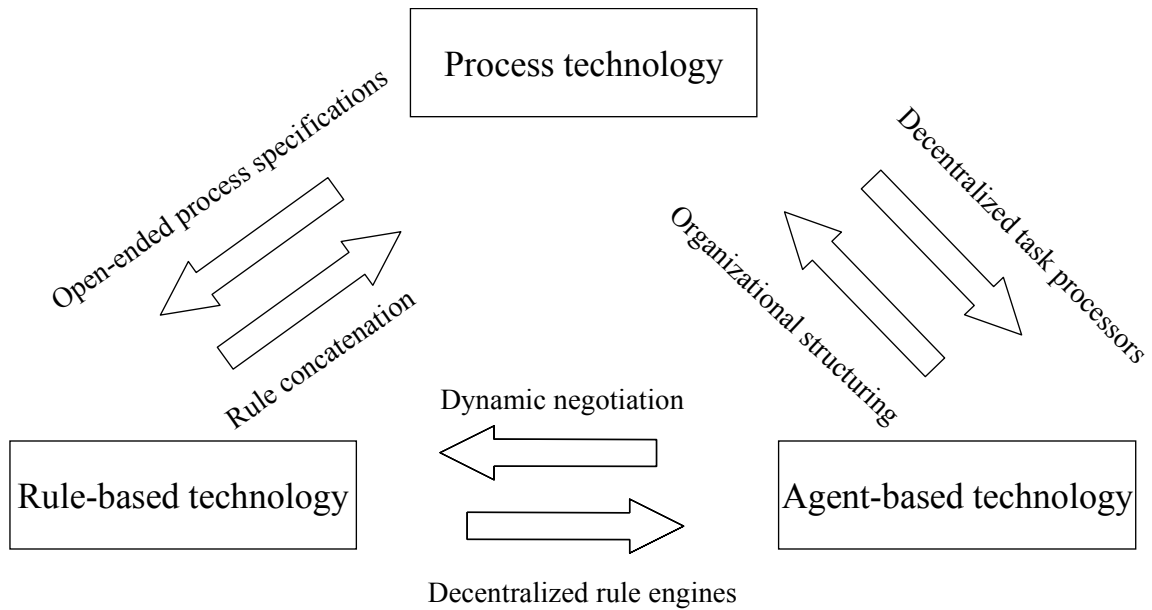 Process technology
Open-ended process specifications
Rule concatenation
Decentralized task processors
Organizational structuring
Dynamic negotiation
Rule-based technology
Agent-based technology
Decentralized rule engines